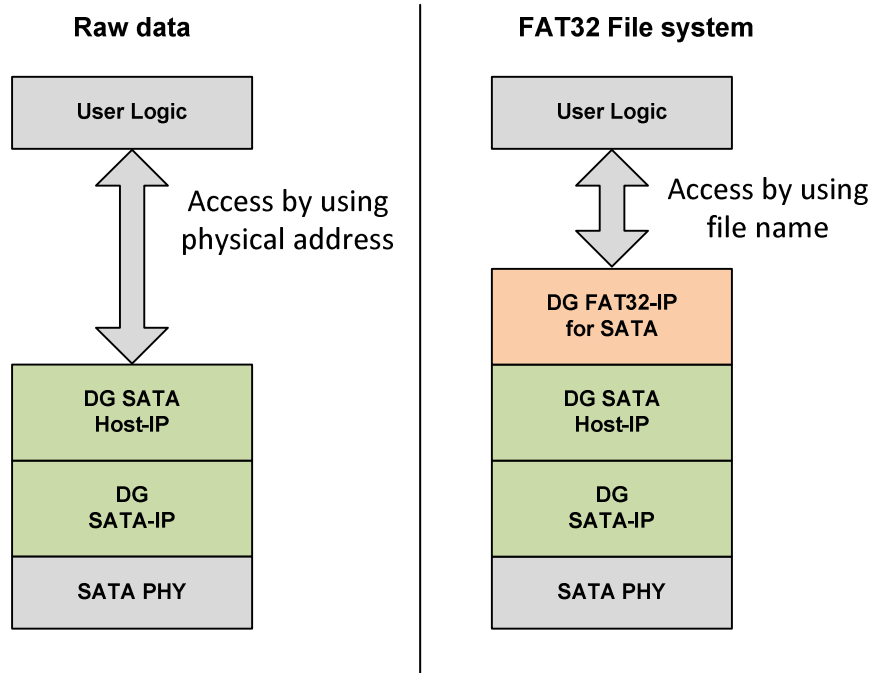 Raw data
User Logic
Access by using
physical address
DG SATA
Host-IP
DG
SATA-IP
SATA PHY
FAT32 File system
User Logic
Access by using
file name
DG FAT32-IP
for SATA
DG SATA
Host-IP
DG
SATA-IP
SATA PHY